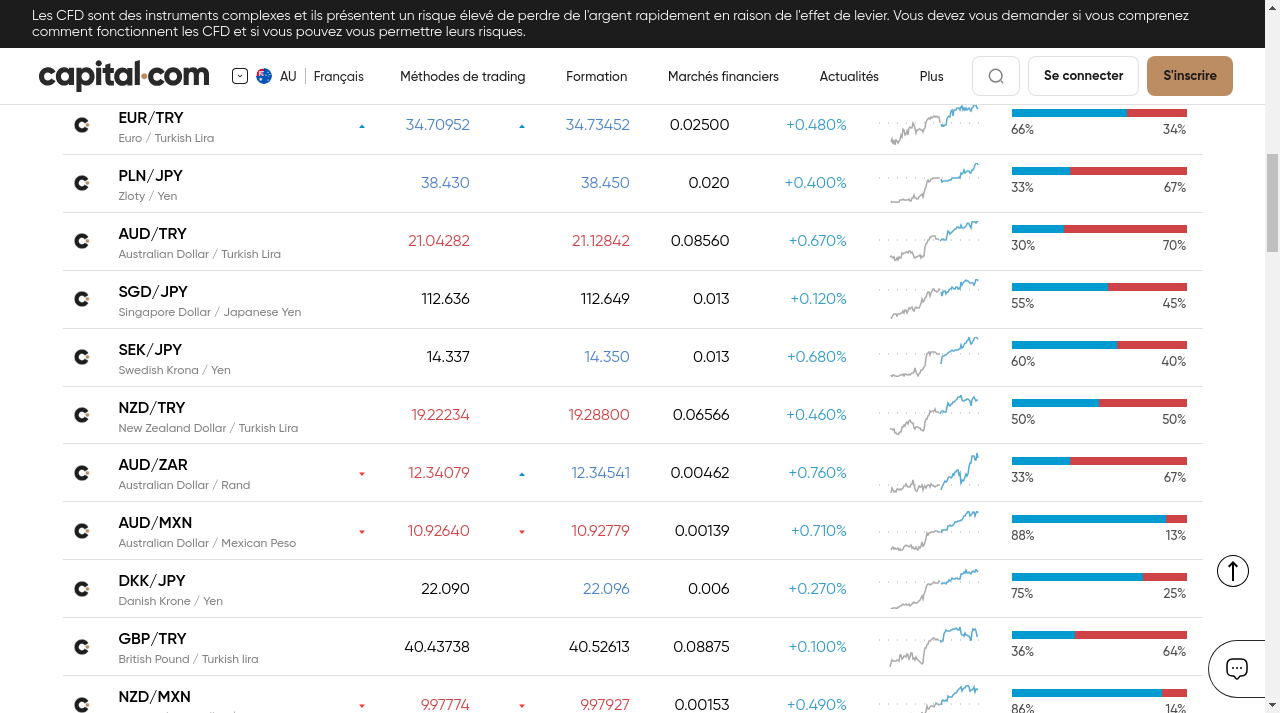 Les CFD sont des instruments complexes et ils présentent un risque élevé de perdre de l'argent rapidement en raison de l'effet de levier. Vous devez vous demander si vous comprenez
comment fonctionnent les CFD et si vous pouvez vous permettre leurs risques.
capital.com AU Français Méthodes de trading Formation Marchés financiers Actualités Plus Se connecter S'inscrire
EUR/TRY 34.70952 34.73452 0.02500 +0.480%
Euro / Turkish Lira 66% 34%
PLN/JPY 38.430 38.450 0.020 +0.400%
Zloty / Yen 33% 67%
AUD/TRY 21.04282 21.12842 0.08560 +0.670%
Australian Dollar / Turkish Lira 30% 70%
SGD/JPY 112.636 112.649 0.013 +0.120%
Singapore Dollar / Japanese Yen 55% 45%
SEK/JPY 14.337 14.350 0.013 +0.680%
Swedish Krona / Yen 60% 40%
NZD/TRY 19.22234 19.28800 0.06566 +0.460%
New Zealand Dollar / Turkish Lira 50% 50%
AUD/ZAR 12.34079 12.34541 0.00462 +0.760%
Australian Dollar / Rand 33% 67%
AUD/MXN 10.92640 10.92779 0.00139 +0.710%
Australian Dollar / Mexican Peso 88% 13%
DKK/JPY 22.090 22.096 0.006 +0.270%
Danish Krone / Yen 75% 25%
GBP/TRY 40.43738 40.52613 0.08875 +0.100%
British Pound / Turkish lira 36% 64%
NZD/MXN 9.97774 9.97927 0.00153 +0.490%
86% 14%